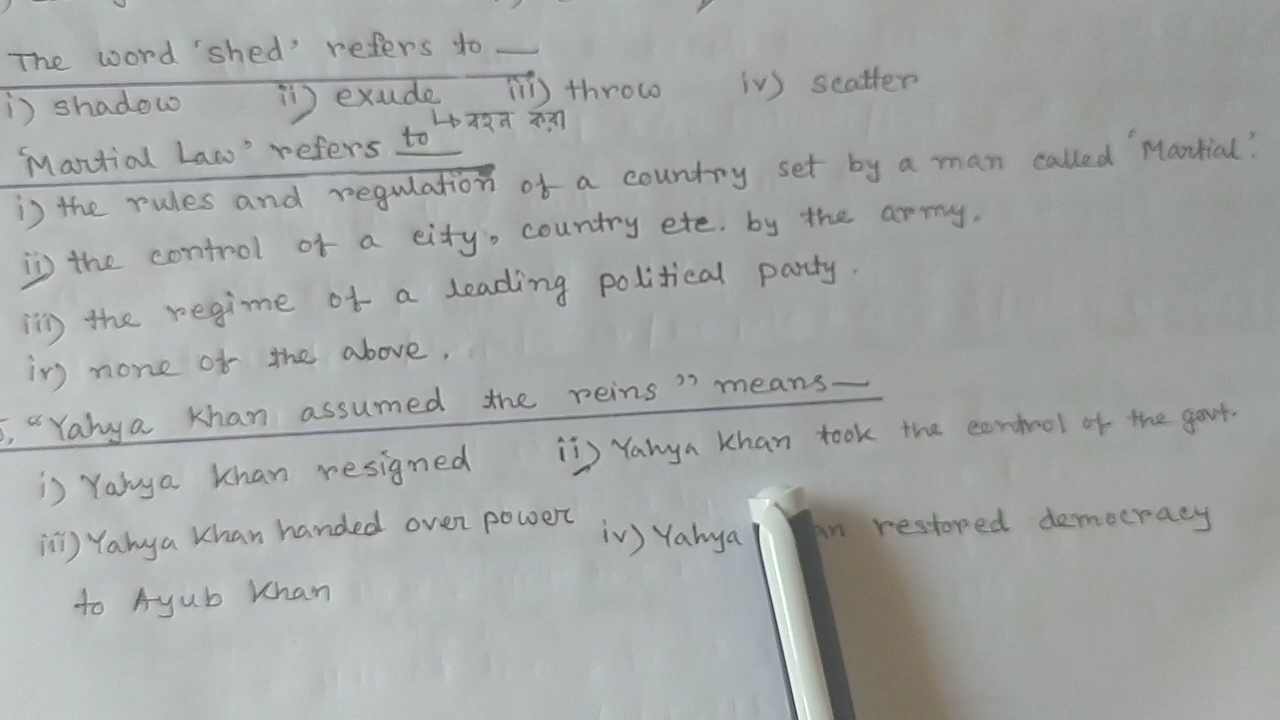 The word 'shed' refers to —
i) shadow ii) exude iii) throw iv) scatter
↳ वहन करा
'Martial Law' refers to
i) the rules and regulation of a country set by a man called 'Martial'.
ii) the control of a city, country etc. by the army.
iii) the regime of a leading political party.
iv) none of the above.
5. "Yahya Khan assumed the reins" means—
i) Yahya Khan resigned ii) Yahya Khan took the control of the govt.
iii) Yahya Khan handed over power iv) Yahya restored democracy
to Ayub Khan